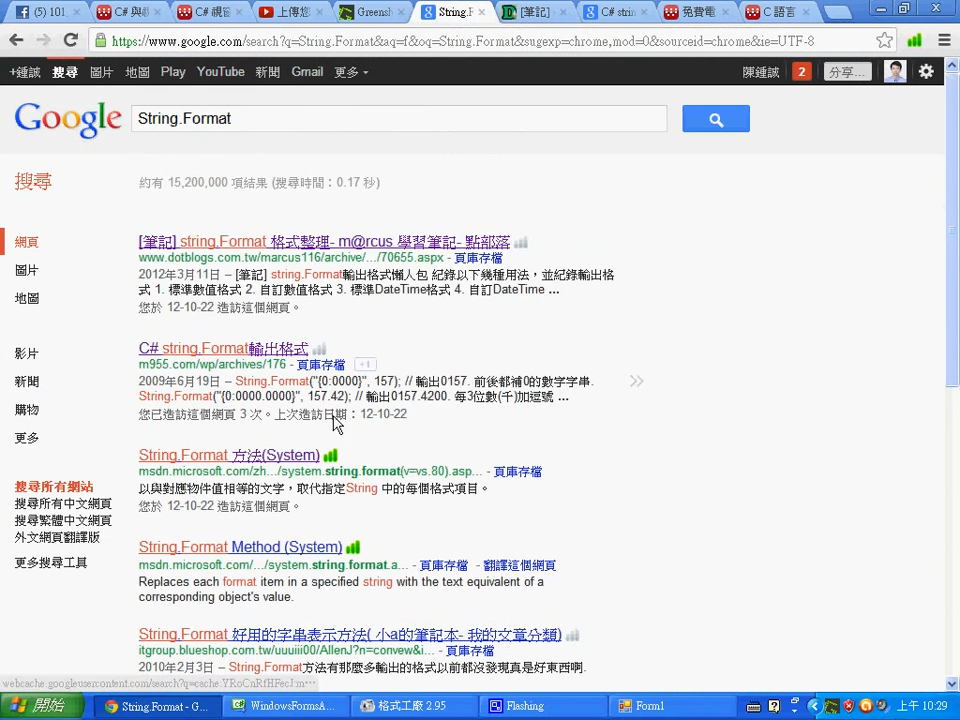 (5) 101
C# 與
C# 視窗
上傳您
Greensh
String.F
[筆記]
C# strin
免費電
C 語言
https://www.google.com/search?q=String.Format&aq=f&oq=String.Format&sugexp=chrome,mod=0&sourceid=chrome&ie=UTF-8
+鍾誠 搜尋 圖片 地圖 Play YouTube 新聞 Gmail 更多
陳鍾誠 2 分享...
Google
String.Format
搜尋
約有 15,200,000 項結果 (搜尋時間：0.17 秒)
網頁
圖片
地圖
影片
新聞
購物
更多
搜尋所有網站
搜尋所有中文網頁
搜尋繁體中文網頁
外文網頁翻譯版
更多搜尋工具
[筆記] string.Format 格式整理- m@rcus 學習筆記- 點部落
www.dotblogs.com.tw/marcus116/archive/.../70655.aspx - 頁庫存檔
2012年3月11日 – [筆記] string.Format輸出格式懶人包 紀錄以下幾種用法，並紀錄輸出格
式 1. 標準數值格式 2. 自訂數值格式 3. 標準DateTime格式 4. 自訂DateTime ...
您於 12-10-22 造訪這個網頁。
C# string.Format輸出格式
m955.com/wp/archives/176 - 頁庫存檔 +1
2009年6月19日 – String.Format("{0:0000}", 157); // 輸出0157. 前後都補0的數字字串.
String.Format("{0:0000.0000}", 157.42); // 輸出0157.4200. 每3位數(千)加逗號 ...
您已造訪這個網頁 3 次。上次造訪日期：12-10-22
String.Format 方法(System)
msdn.microsoft.com/zh.../system.string.format(v=vs.80).asp... - 頁庫存檔
以與對應物件值相等的文字，取代指定String 中的每個格式項目。
您於 12-10-22 造訪這個網頁。
String.Format Method (System)
msdn.microsoft.com/.../system.string.format.a... - 頁庫存檔 - 翻譯這個網頁
Replaces each format item in a specified string with the text equivalent of a
corresponding object's value.
String.Format 好用的字串表示方法( 小a的筆記本- 我的文章分類)
itgroup.blueshop.com.tw/uuuiii00/AllenJ?n=convew&i... - 頁庫存檔
2010年2月3日 – String.Format方法有那麼多輸出的格式以前都沒發現真是好東西啊.
webcache.googleusercontent.com/search?q=cache:YRoCnRfHFecJ:m...
開始
String.Format - G...
WindowsFormsA...
格式工廠 2.95
Flashing
Form1
上午 10:29